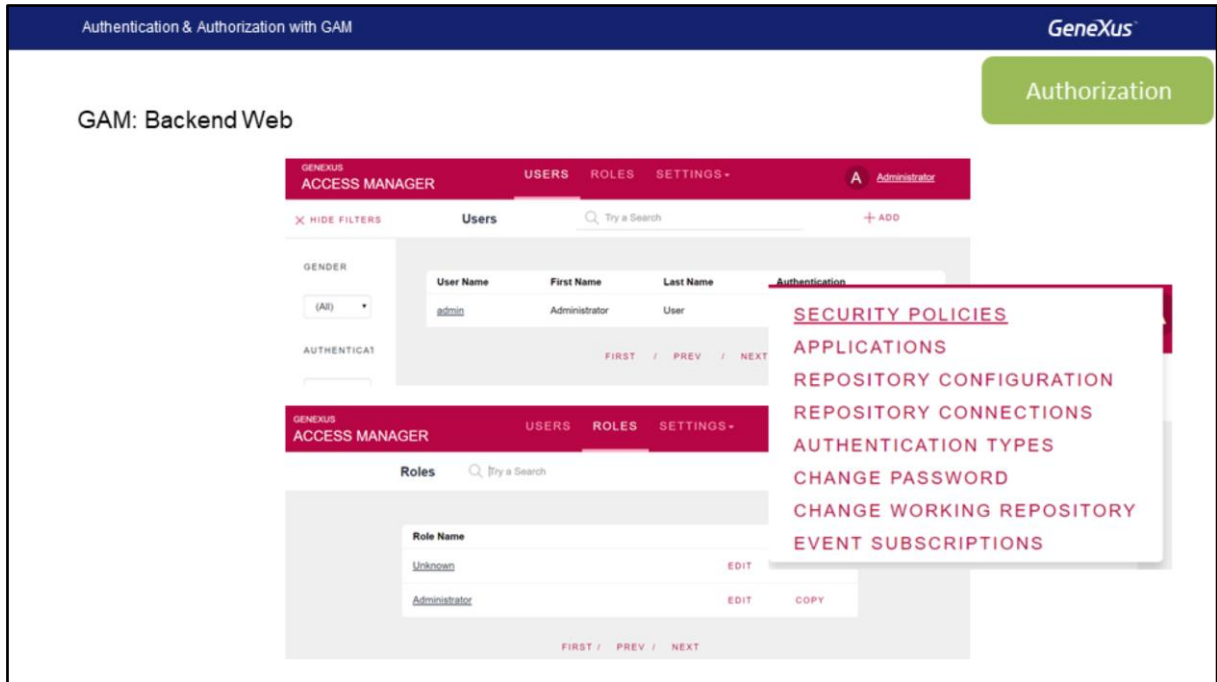 Authentication & Authorization with GAM
GeneXus™
Authorization
GAM: Backend Web
GENEXUS
ACCESS MANAGER
USERS ROLES SETTINGS
A Administrator
X HIDE FILTERS
Users
Try a Search
+ ADD
GENDER
(All)
AUTHENTICAT
User Name First Name Last Name Authentication
admin Administrator User
FIRST / PREV / NEXT
SECURITY POLICIES
APPLICATIONS
REPOSITORY CONFIGURATION
REPOSITORY CONNECTIONS
AUTHENTICATION TYPES
CHANGE PASSWORD
CHANGE WORKING REPOSITORY
EVENT SUBSCRIPTIONS
GENEXUS
ACCESS MANAGER
USERS ROLES SETTINGS
Roles
Try a Search
Role Name
Unknown EDIT
Administrator EDIT COPY
FIRST / PREV / NEXT